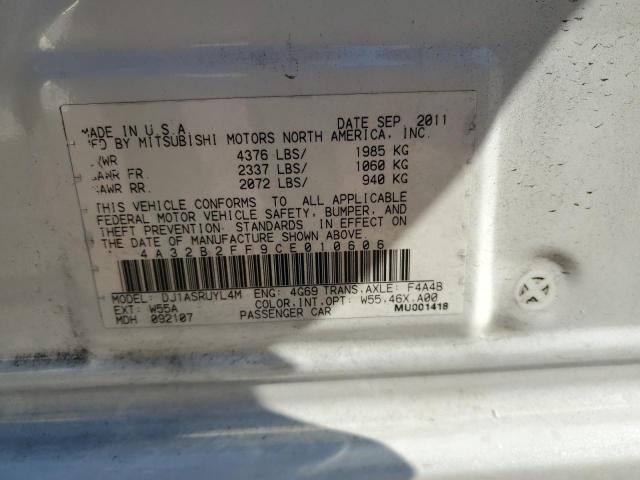 MADE IN U.S.A. DATE SEP 2011
MFD BY MITSUBISHI MOTORS NORTH AMERICA, INC.
GVWR 4376 LBS/ 1985 KG
GAWR FR. 2337 LBS/ 1060 KG
GAWR RR. 2072 LBS/ 940 KG
THIS VEHICLE CONFORMS TO ALL APPLICABLE
FEDERAL MOTOR VEHICLE SAFETY, BUMPER, AND
THEFT PREVENTION STANDARDS IN EFFECT ON
THE DATE OF MANUFACTURE SHOWN ABOVE.
4A32B2FF9CE010606
MODEL: DJ1ASRUYL4M ENG: 4G69 TRANS.AXLE: F4A4B
EXT: W55A COLOR.INT.OPT: W55.46X.A00
MDH 092107 PASSENGER CAR MU001418